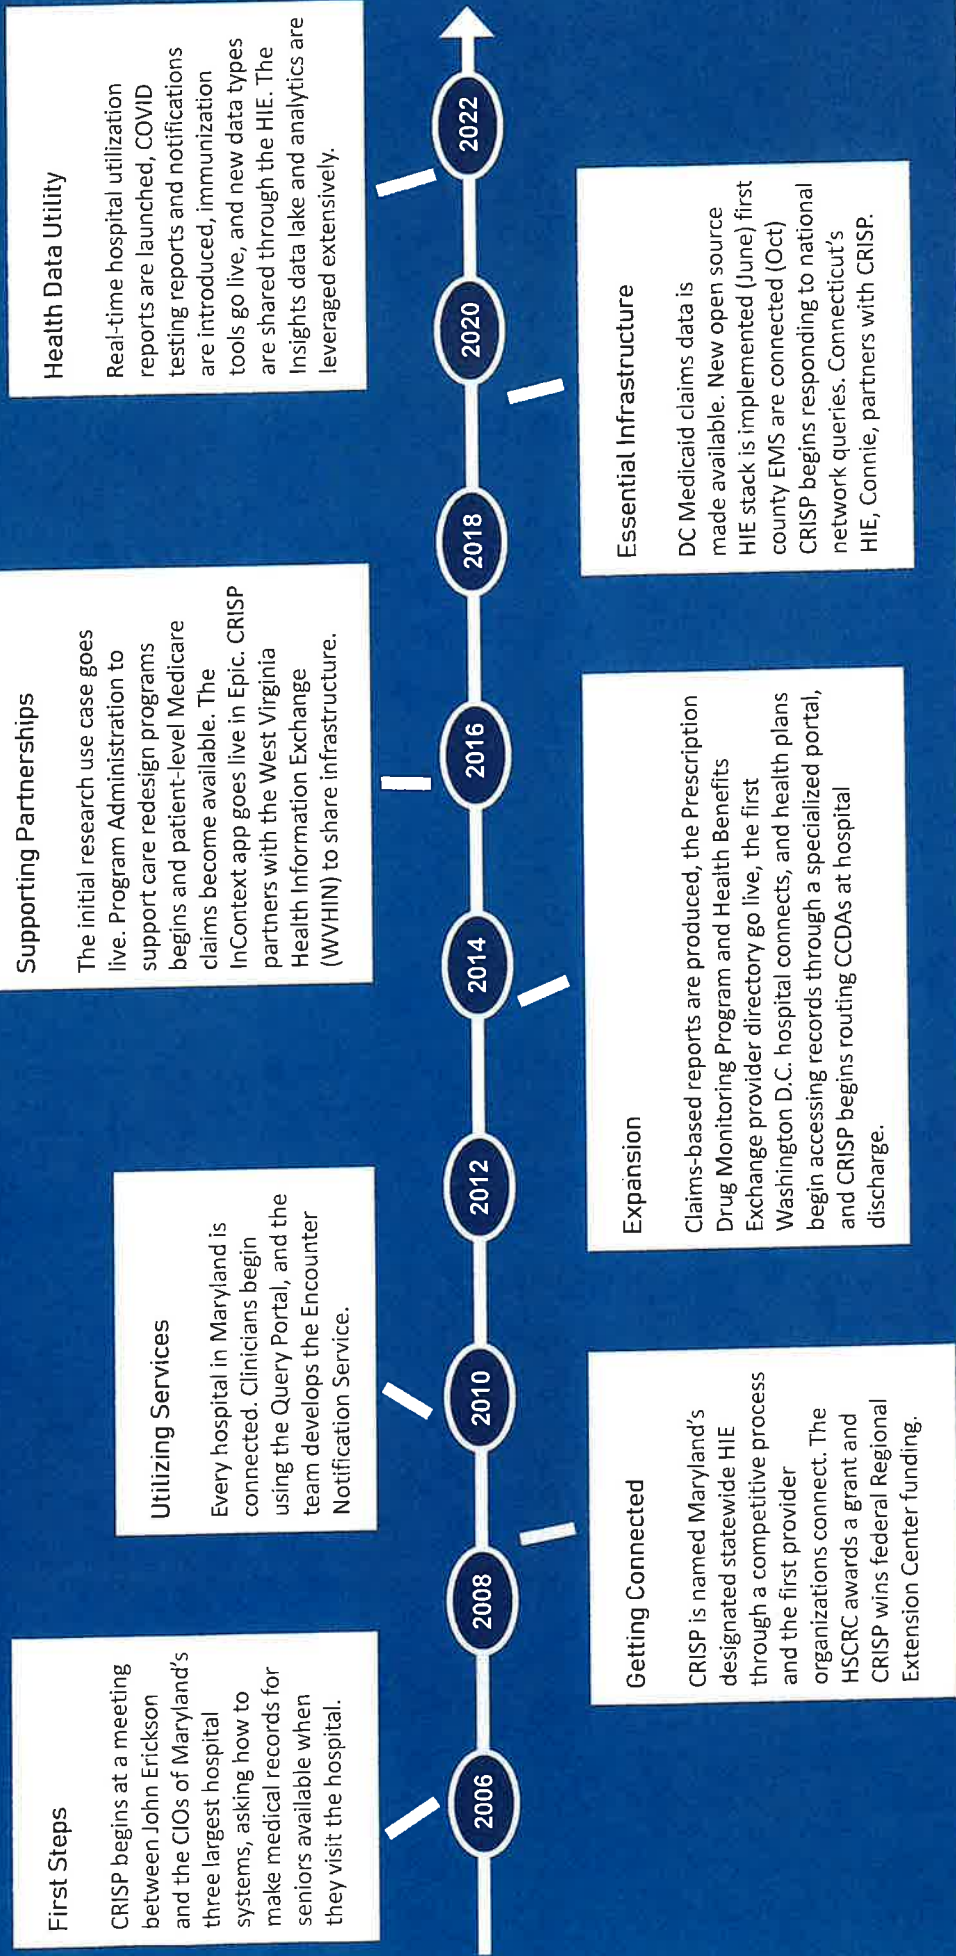 First Steps
CRISP begins at a meeting
between John Erickson
and the CIOs of Maryland's
three largest hospital
systems, asking how to
make medical records for
seniors available when
they visit the hospital.
Utilizing Services
Every hospital in Maryland is
connected. Clinicians begin
using the Query Portal, and the
team develops the Encounter
Notification Service.
Supporting Partnerships
The initial research use case goes
live. Program Administration to
support care redesign programs
begins and patient-level Medicare
claims become available. The
InContext app goes live in Epic. CRISP
partners with the West Virginia
Health Information Exchange
(WVHIN) to share infrastructure.
Health Data Utility
Real-time hospital utilization
reports are launched, COVID
testing reports and notifications
are introduced, immunization
tools go live, and new data types
are shared through the HIE. The
Insights data lake and analytics are
leveraged extensively.
2006
2008
2010
2012
2014
2016
2018
2020
2022
Getting Connected
CRISP is named Maryland's
designated statewide HIE
through a competitive process
and the first provider
organizations connect. The
HSCRC awards a grant and
CRISP wins federal Regional
Extension Center funding.
Expansion
Claims-based reports are produced, the Prescription
Drug Monitoring Program and Health Benefits
Exchange provider directory go live, the first
Washington D.C. hospital connects, and health plans
begin accessing records through a specialized portal,
and CRISP begins routing CCDAs at hospital
discharge.
Essential Infrastructure
DC Medicaid claims data is
made available. New open source
HIE stack is implemented (June) first
county EMS are connected (Oct)
CRISP begins responding to national
network queries. Connecticut's
HIE, Connie, partners with CRISP.